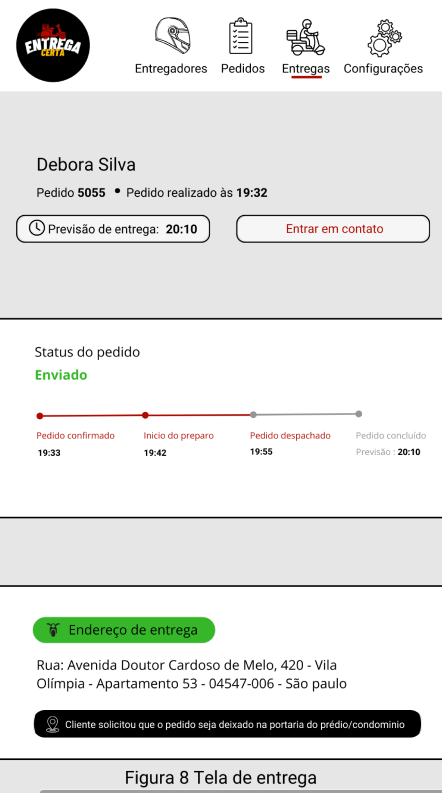 ENTREGA
CERTA
Entregadores Pedidos Entregas Configurações
Debora Silva
Pedido 5055 • Pedido realizado às 19:32
Previsão de entrega: 20:10 Entrar em contato
Status do pedido
Enviado
Pedido confirmado Inicio do preparo Pedido despachado Pedido concluído
19:33 19:42 19:55 Previsão : 20:10
Endereço de entrega
Rua: Avenida Doutor Cardoso de Melo, 420 - Vila
Olímpia - Apartamento 53 - 04547-006 - São paulo
Cliente solicitou que o pedido seja deixado na portaria do prédio/condominio
Figura 8 Tela de entrega